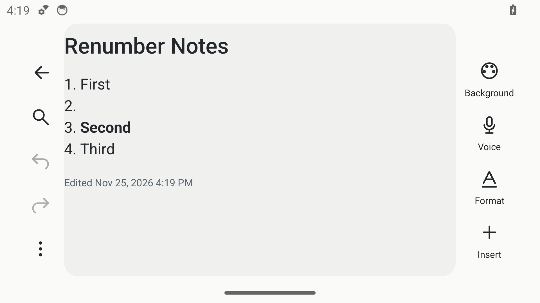 4:19
Renumber Notes
1. First
2.
3. Second
4. Third
Edited Nov 25, 2026 4:19 PM
Background
Voice
Format
Insert